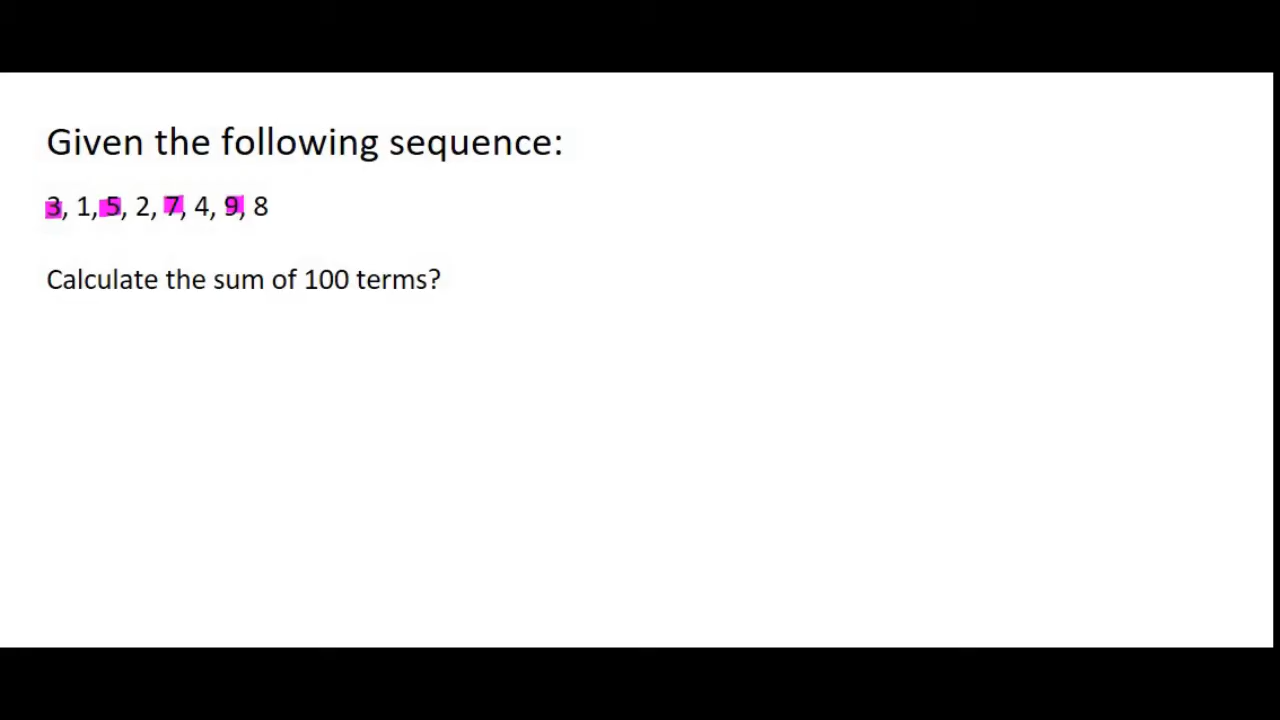 Given the following sequence:
3, 1, 5, 2, 7, 4, 9, 8
Calculate the sum of 100 terms?